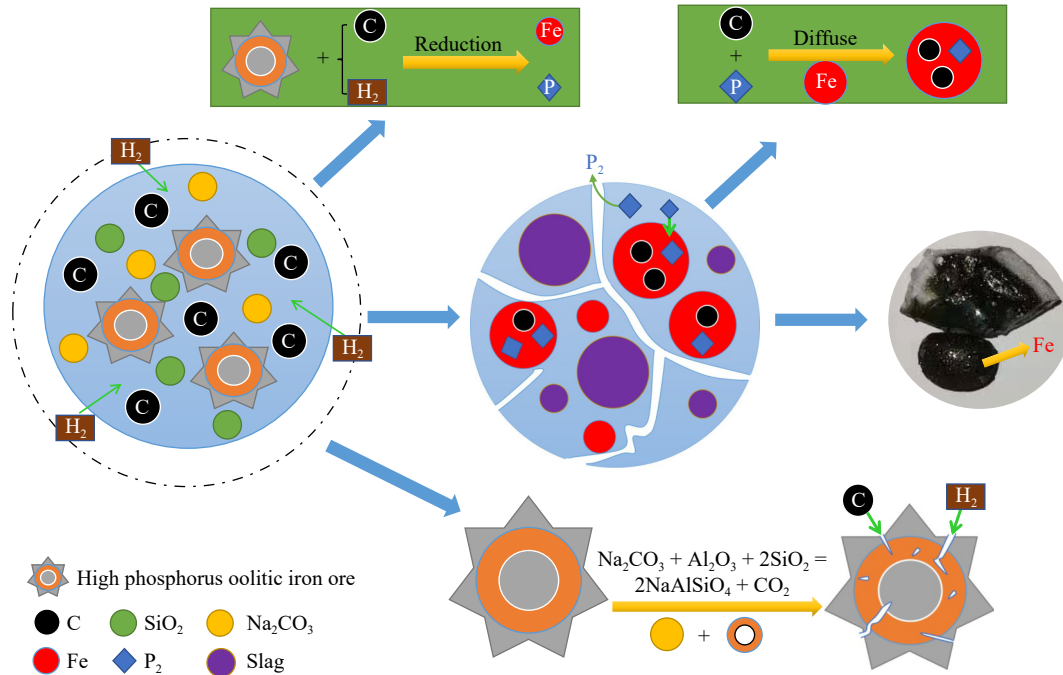 C
Fe
+
Reduction
H₂
P
C
Diffuse
+
Fe
P
C
P
C
H₂
C
C
C
C
C
H₂
C
H₂
P₂
Fe
C
H₂
Na₂CO₃ + Al₂O₃ + 2SiO₂ =
2NaAlSiO₄ + CO₂
+
High phosphorus oolitic iron ore
C
SiO₂
Na₂CO₃
Fe
P₂
Slag